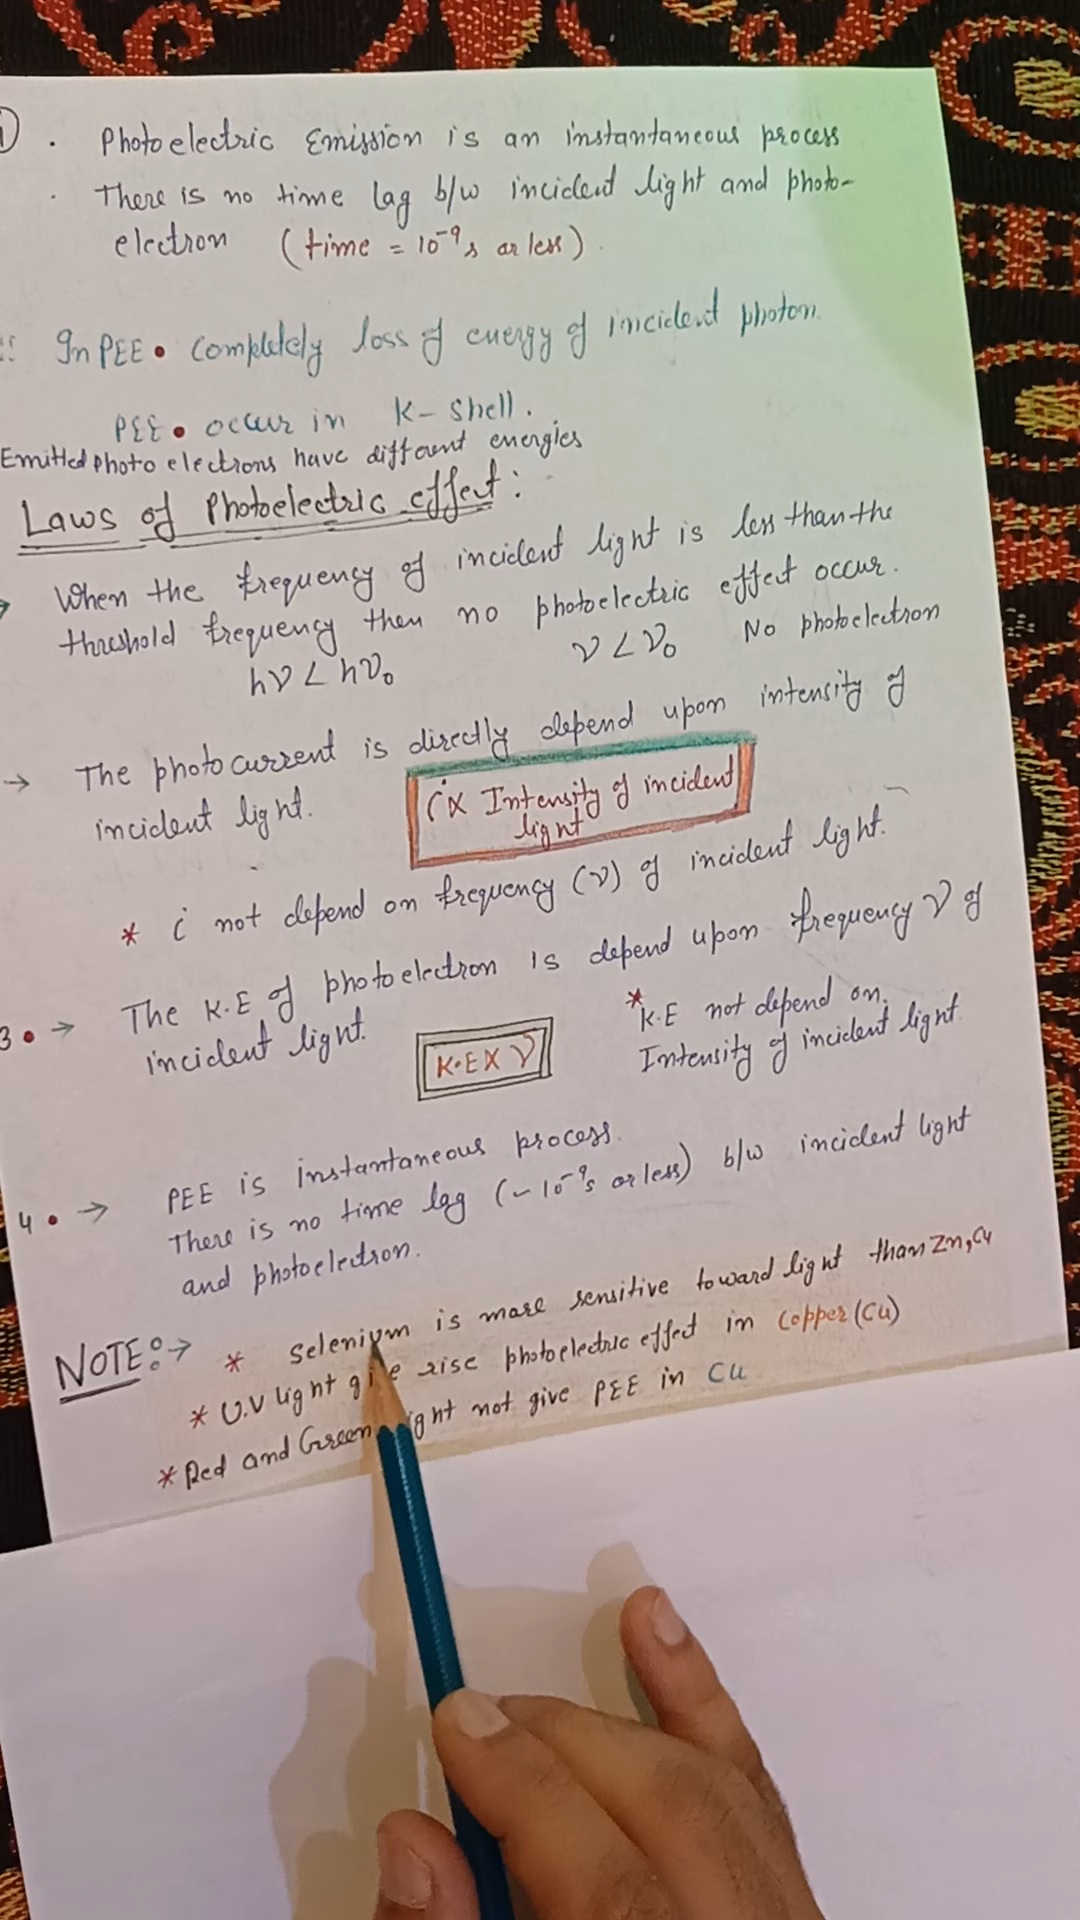 . Photoelectric Emission is an instantaneous process
. There is no time lag b/w incident light and photo-
electron (time = 10⁻⁹s or less).
In PEE • Completely loss of energy of incident photon.
PEE • occur in K-Shell.
Emitted photo electrons have different energies
Laws of Photoelectric effect:
When the frequency of incident light is less than the
threshold frequency then no photoelectric effect occur.
hν < hν₀ ν < ν₀ No photoelectron
→ The photocurrent is directly depend upon intensity of
incident light.
i ∝ Intensity of incident
light
* i not depend on frequency (ν) of incident light.
3 • → The K.E of photoelectron is depend upon frequency ν of
incident light.
K.E ∝ ν
* K.E not depend on
Intensity of incident light.
4 • → PEE is instantaneous process.
There is no time lag (~10⁻⁹s or less) b/w incident light
and photoelectron.
NOTE:→ * Selenium is more sensitive toward light than Zn, Cu
* U.V light give rise photoelectric effect in Copper (Cu)
* Red and Green light not give PEE in Cu